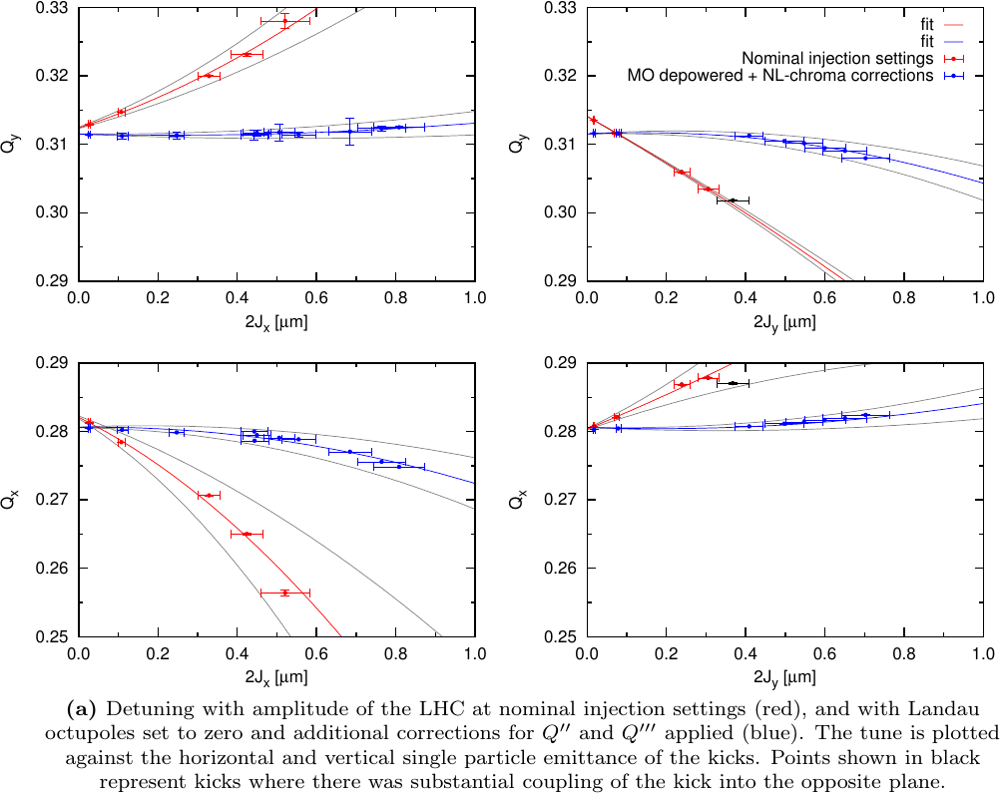 0.33
0.32
0.31
0.30
0.29
Q_y
0.0 0.2 0.4 0.6 0.8 1.0
2J_x [μm]
0.33
0.32
0.31
0.30
0.29
Q_y
fit
fit
Nominal injection settings
MO depowered + NL-chroma corrections
0.0 0.2 0.4 0.6 0.8 1.0
2J_y [μm]
0.29
0.28
0.27
0.26
0.25
Q_x
0.0 0.2 0.4 0.6 0.8 1.0
2J_x [μm]
0.29
0.28
0.27
0.26
0.25
Q_x
0.0 0.2 0.4 0.6 0.8 1.0
2J_y [μm]
(a) Detuning with amplitude of the LHC at nominal injection settings (red), and with Landau
octupoles set to zero and additional corrections for Q′′ and Q′′′ applied (blue). The tune is plotted
against the horizontal and vertical single particle emittance of the kicks. Points shown in black
represent kicks where there was substantial coupling of the kick into the opposite plane.